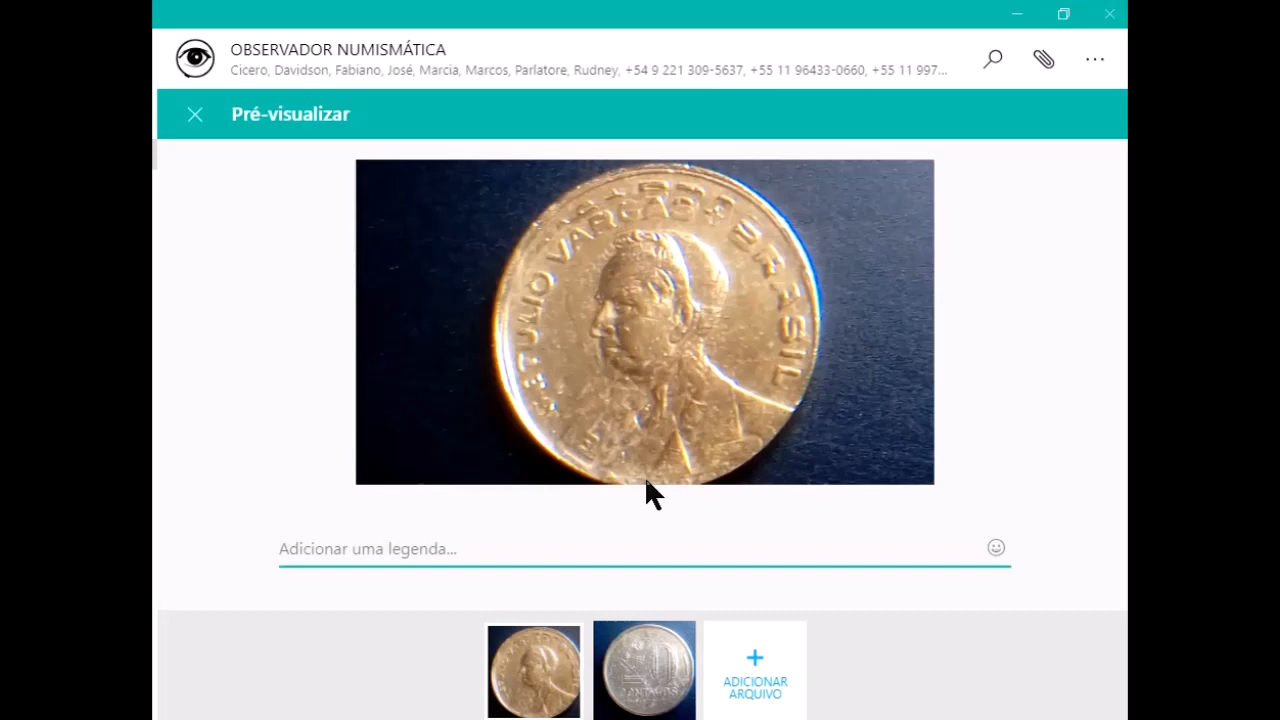 OBSERVADOR NUMISMÁTICA
Cicero, Davidson, Fabiano, José, Marcia, Marcos, Parlatore, Rudney, +54 9 221 309-5637, +55 11 96433-0660, +55 11 997...
Pré-visualizar
GETULIO VARGAS BRASIL
Adicionar uma legenda...
CENTAVOS
ADICIONAR
ARQUIVO